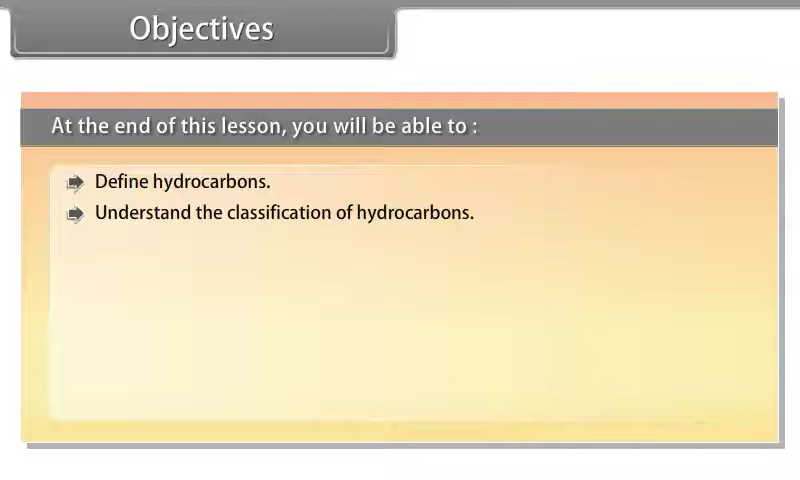 Objectives
At the end of this lesson, you will be able to :
Define hydrocarbons.
Understand the classification of hydrocarbons.